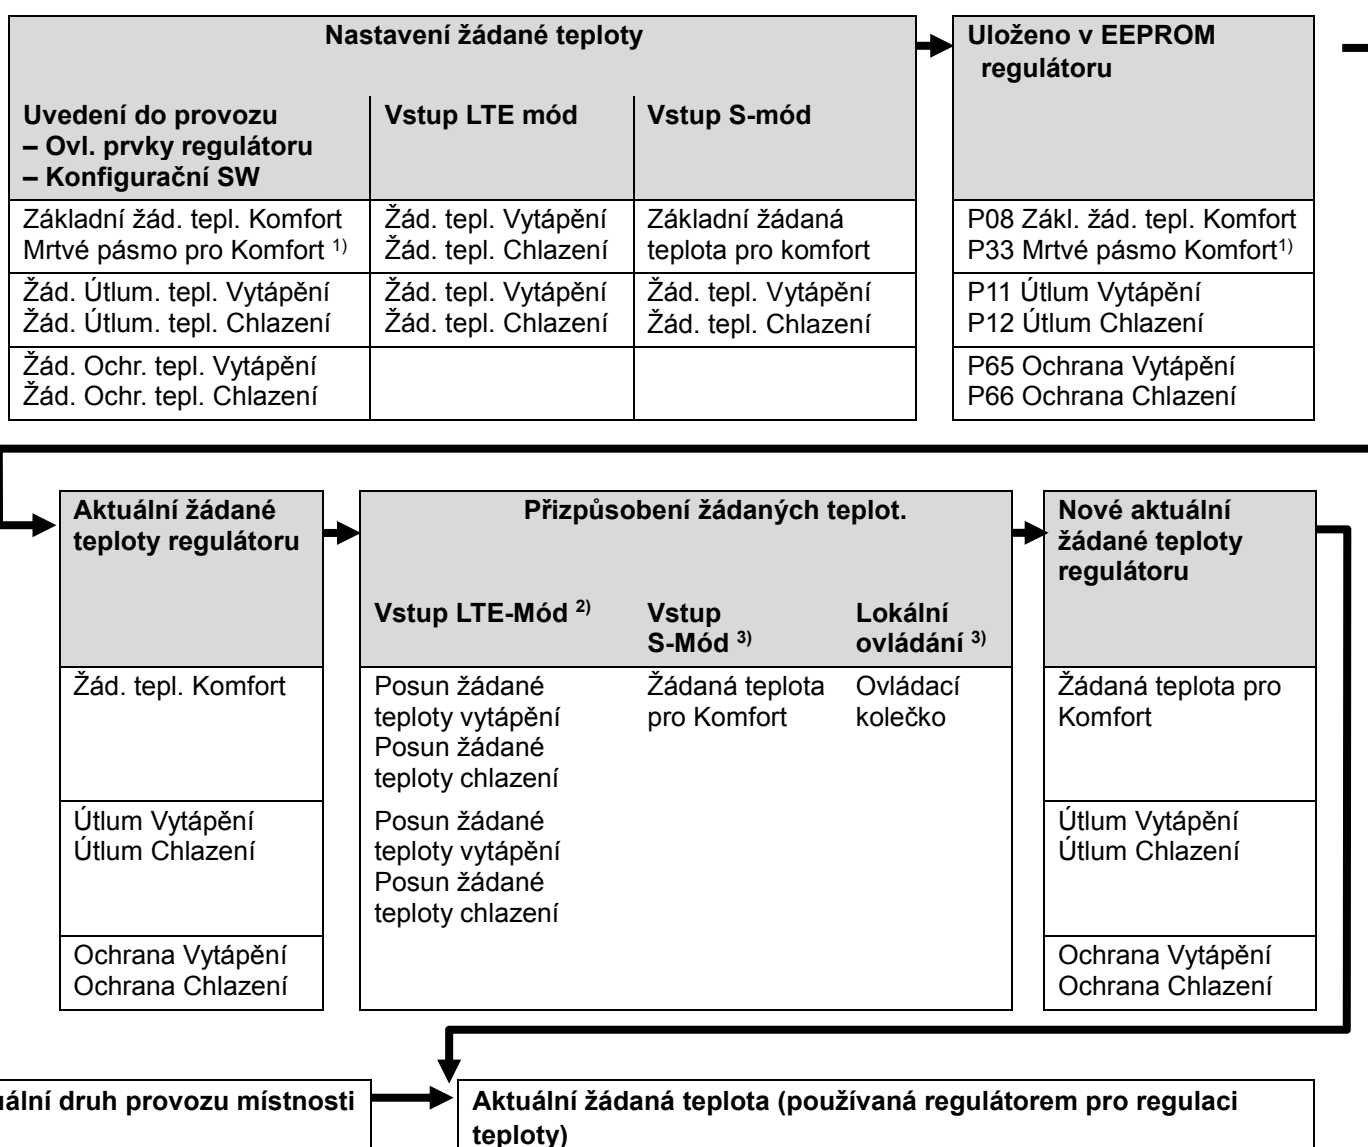 Nastavení žádané teploty
Uvedení do provozu
– Ovl. prvky regulátoru
– Konfigurační SW
Vstup LTE mód
Vstup S-mód
Základní žád. tepl. Komfort
Mrtvé pásmo pro Komfort 1)
Žád. tepl. Vytápění
Žád. tepl. Chlazení
Základní žádaná
teplota pro komfort
Žád. Útlum. tepl. Vytápění
Žád. Útlum. tepl. Chlazení
Žád. tepl. Vytápění
Žád. tepl. Chlazení
Žád. tepl. Vytápění
Žád. tepl. Chlazení
Žád. Ochr. tepl. Vytápění
Žád. Ochr. tepl. Chlazení
Uloženo v EEPROM
regulátoru
P08 Zákl. žád. tepl. Komfort
P33 Mrtvé pásmo Komfort1)
P11 Útlum Vytápění
P12 Útlum Chlazení
P65 Ochrana Vytápění
P66 Ochrana Chlazení
Aktuální žádané
teploty regulátoru
Žád. tepl. Komfort
Útlum Vytápění
Útlum Chlazení
Ochrana Vytápění
Ochrana Chlazení
Přizpůsobení žádaných teplot.
Vstup LTE-Mód 2)
Vstup
S-Mód 3)
Lokální
ovládání 3)
Posun žádané
teploty vytápění
Posun žádané
teploty chlazení
Žádaná teplota
pro Komfort
Ovládací
kolečko
Posun žádané
teploty vytápění
Posun žádané
teploty chlazení
Nové aktuální
žádané teploty
regulátoru
Žádaná teplota pro
Komfort
Útlum Vytápění
Útlum Chlazení
Ochrana Vytápění
Ochrana Chlazení
uální druh provozu místnosti
Aktuální žádaná teplota (používaná regulátorem pro regulaci
teploty)